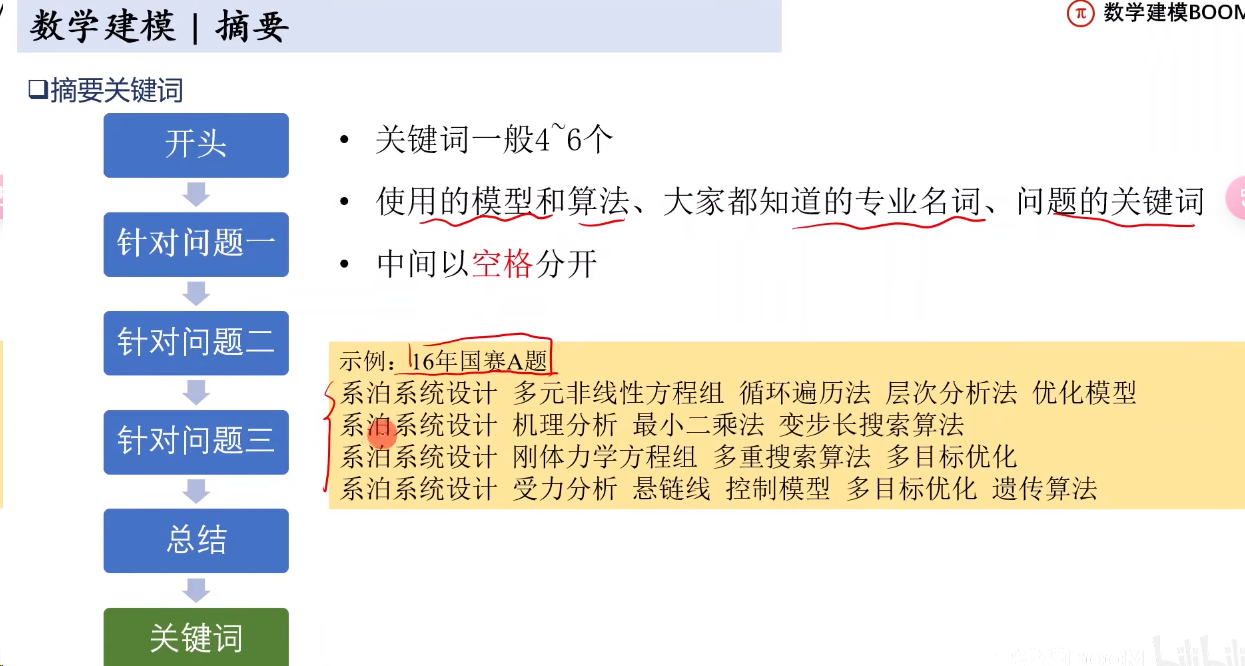 数学建模 | 摘要
数学建模BOOM
摘要关键词
开头
针对问题一
针对问题二
针对问题三
总结
关键词
• 关键词一般4~6个
• 使用的模型和算法、大家都知道的专业名词、问题的关键词
• 中间以空格分开
示例：16年国赛A题
系泊系统设计 多元非线性方程组 循环遍历法 层次分析法 优化模型
系泊系统设计 机理分析 最小二乘法 变步长搜索算法
系泊系统设计 刚体力学方程组 多重搜索算法 多目标优化
系泊系统设计 受力分析 悬链线 控制模型 多目标优化 遗传算法